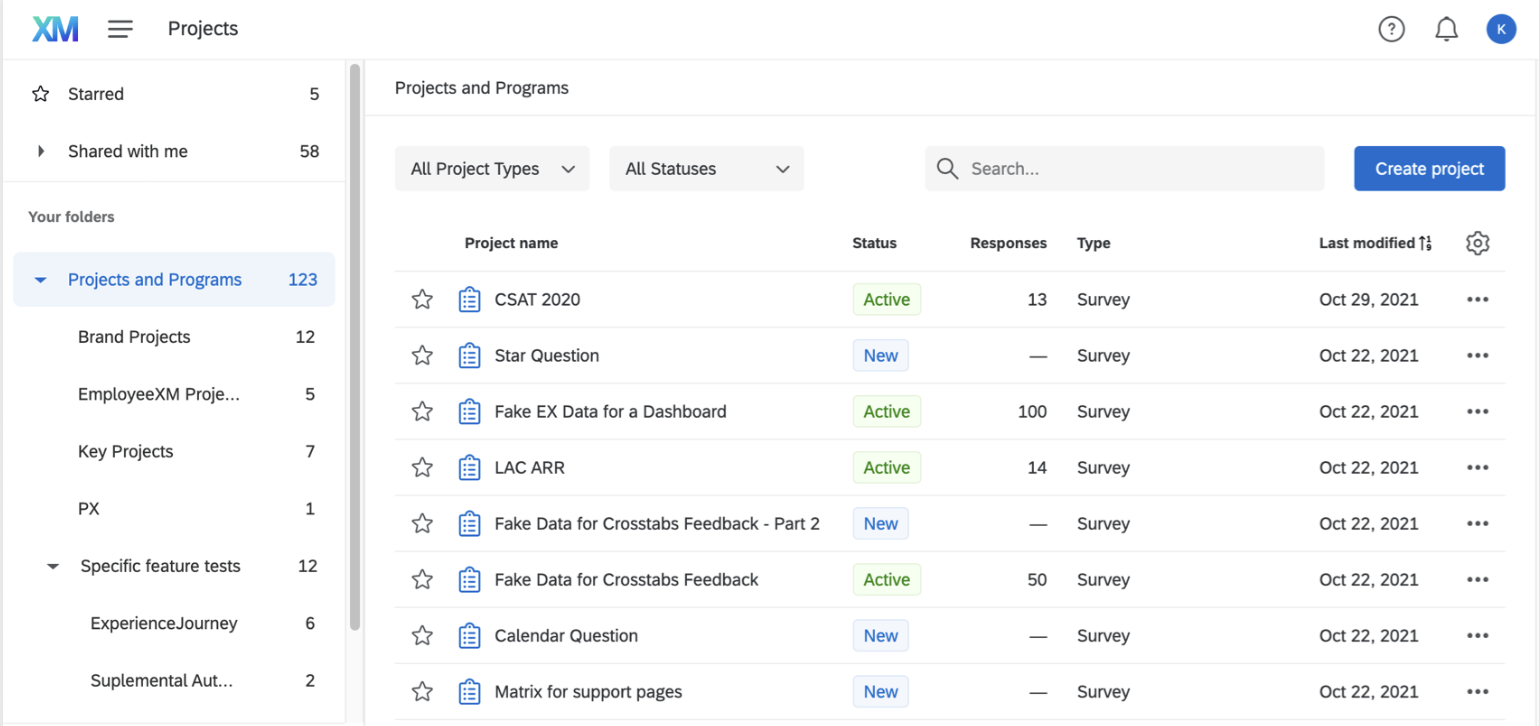 XM Projects ? K
Starred 5
Shared with me 58
Your folders
Projects and Programs 123
Brand Projects 12
EmployeeXM Proje... 5
Key Projects 7
PX 1
Specific feature tests 12
ExperienceJourney 6
Suplemental Aut... 2
Projects and Programs
All Project Types All Statuses Search... Create project
Project name Status Responses Type Last modified
CSAT 2020 Active 13 Survey Oct 29, 2021
Star Question New — Survey Oct 22, 2021
Fake EX Data for a Dashboard Active 100 Survey Oct 22, 2021
LAC ARR Active 14 Survey Oct 22, 2021
Fake Data for Crosstabs Feedback - Part 2 New — Survey Oct 22, 2021
Fake Data for Crosstabs Feedback Active 50 Survey Oct 22, 2021
Calendar Question New — Survey Oct 22, 2021
Matrix for support pages New — Survey Oct 22, 2021